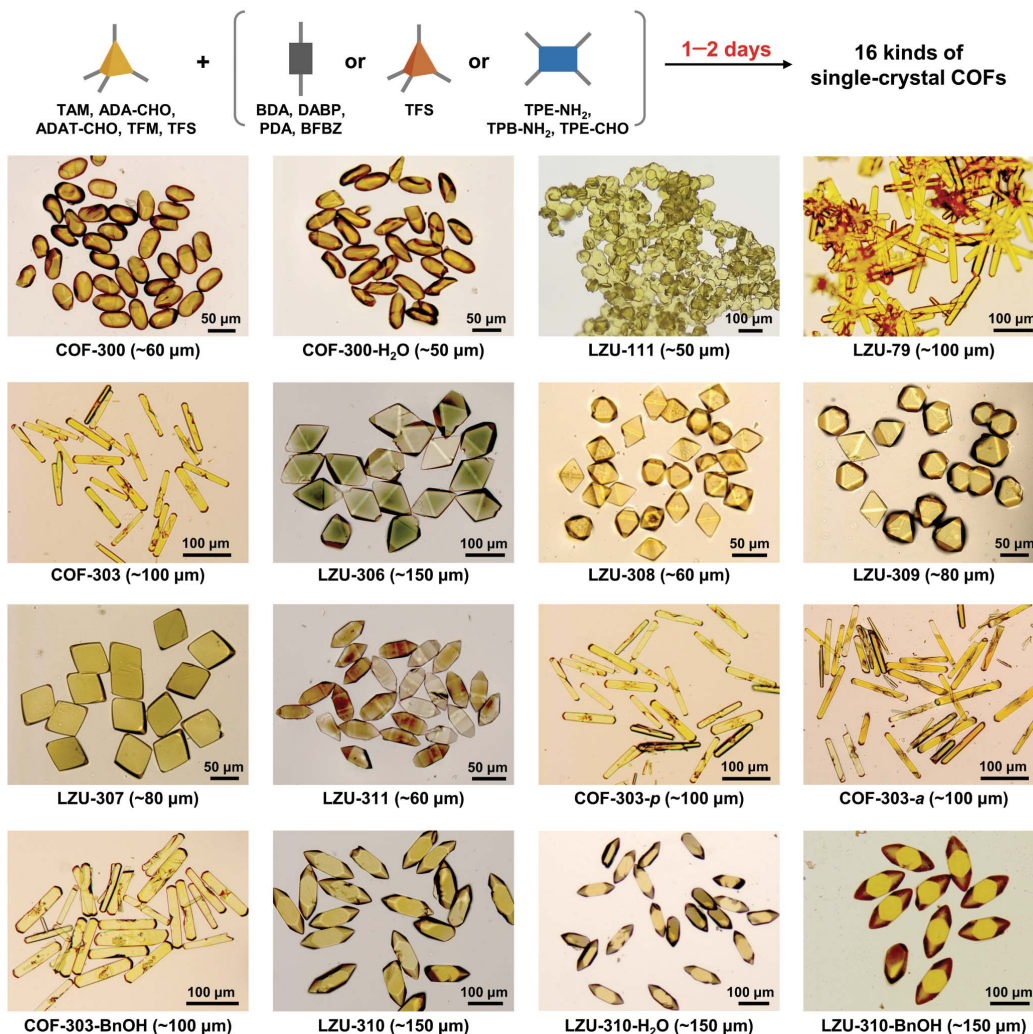 TAM, ADA-CHO,
ADAT-CHO, TFM, TFS
+
BDA, DABP,
PDA, BFBZ
or
TFS
or
TPE-NH₂,
TPB-NH₂, TPE-CHO
1–2 days
16 kinds of
single-crystal COFs
50 µm
50 µm
100 µm
100 µm
COF-300 (~60 µm)
COF-300-H₂O (~50 µm)
LZU-111 (~50 µm)
LZU-79 (~100 µm)
100 µm
100 µm
50 µm
50 µm
COF-303 (~100 µm)
LZU-306 (~150 µm)
LZU-308 (~60 µm)
LZU-309 (~80 µm)
50 µm
50 µm
100 µm
100 µm
LZU-307 (~80 µm)
LZU-311 (~60 µm)
COF-303-p (~100 µm)
COF-303-a (~100 µm)
100 µm
100 µm
100 µm
100 µm
COF-303-BnOH (~100 µm)
LZU-310 (~150 µm)
LZU-310-H₂O (~150 µm)
LZU-310-BnOH (~150 µm)